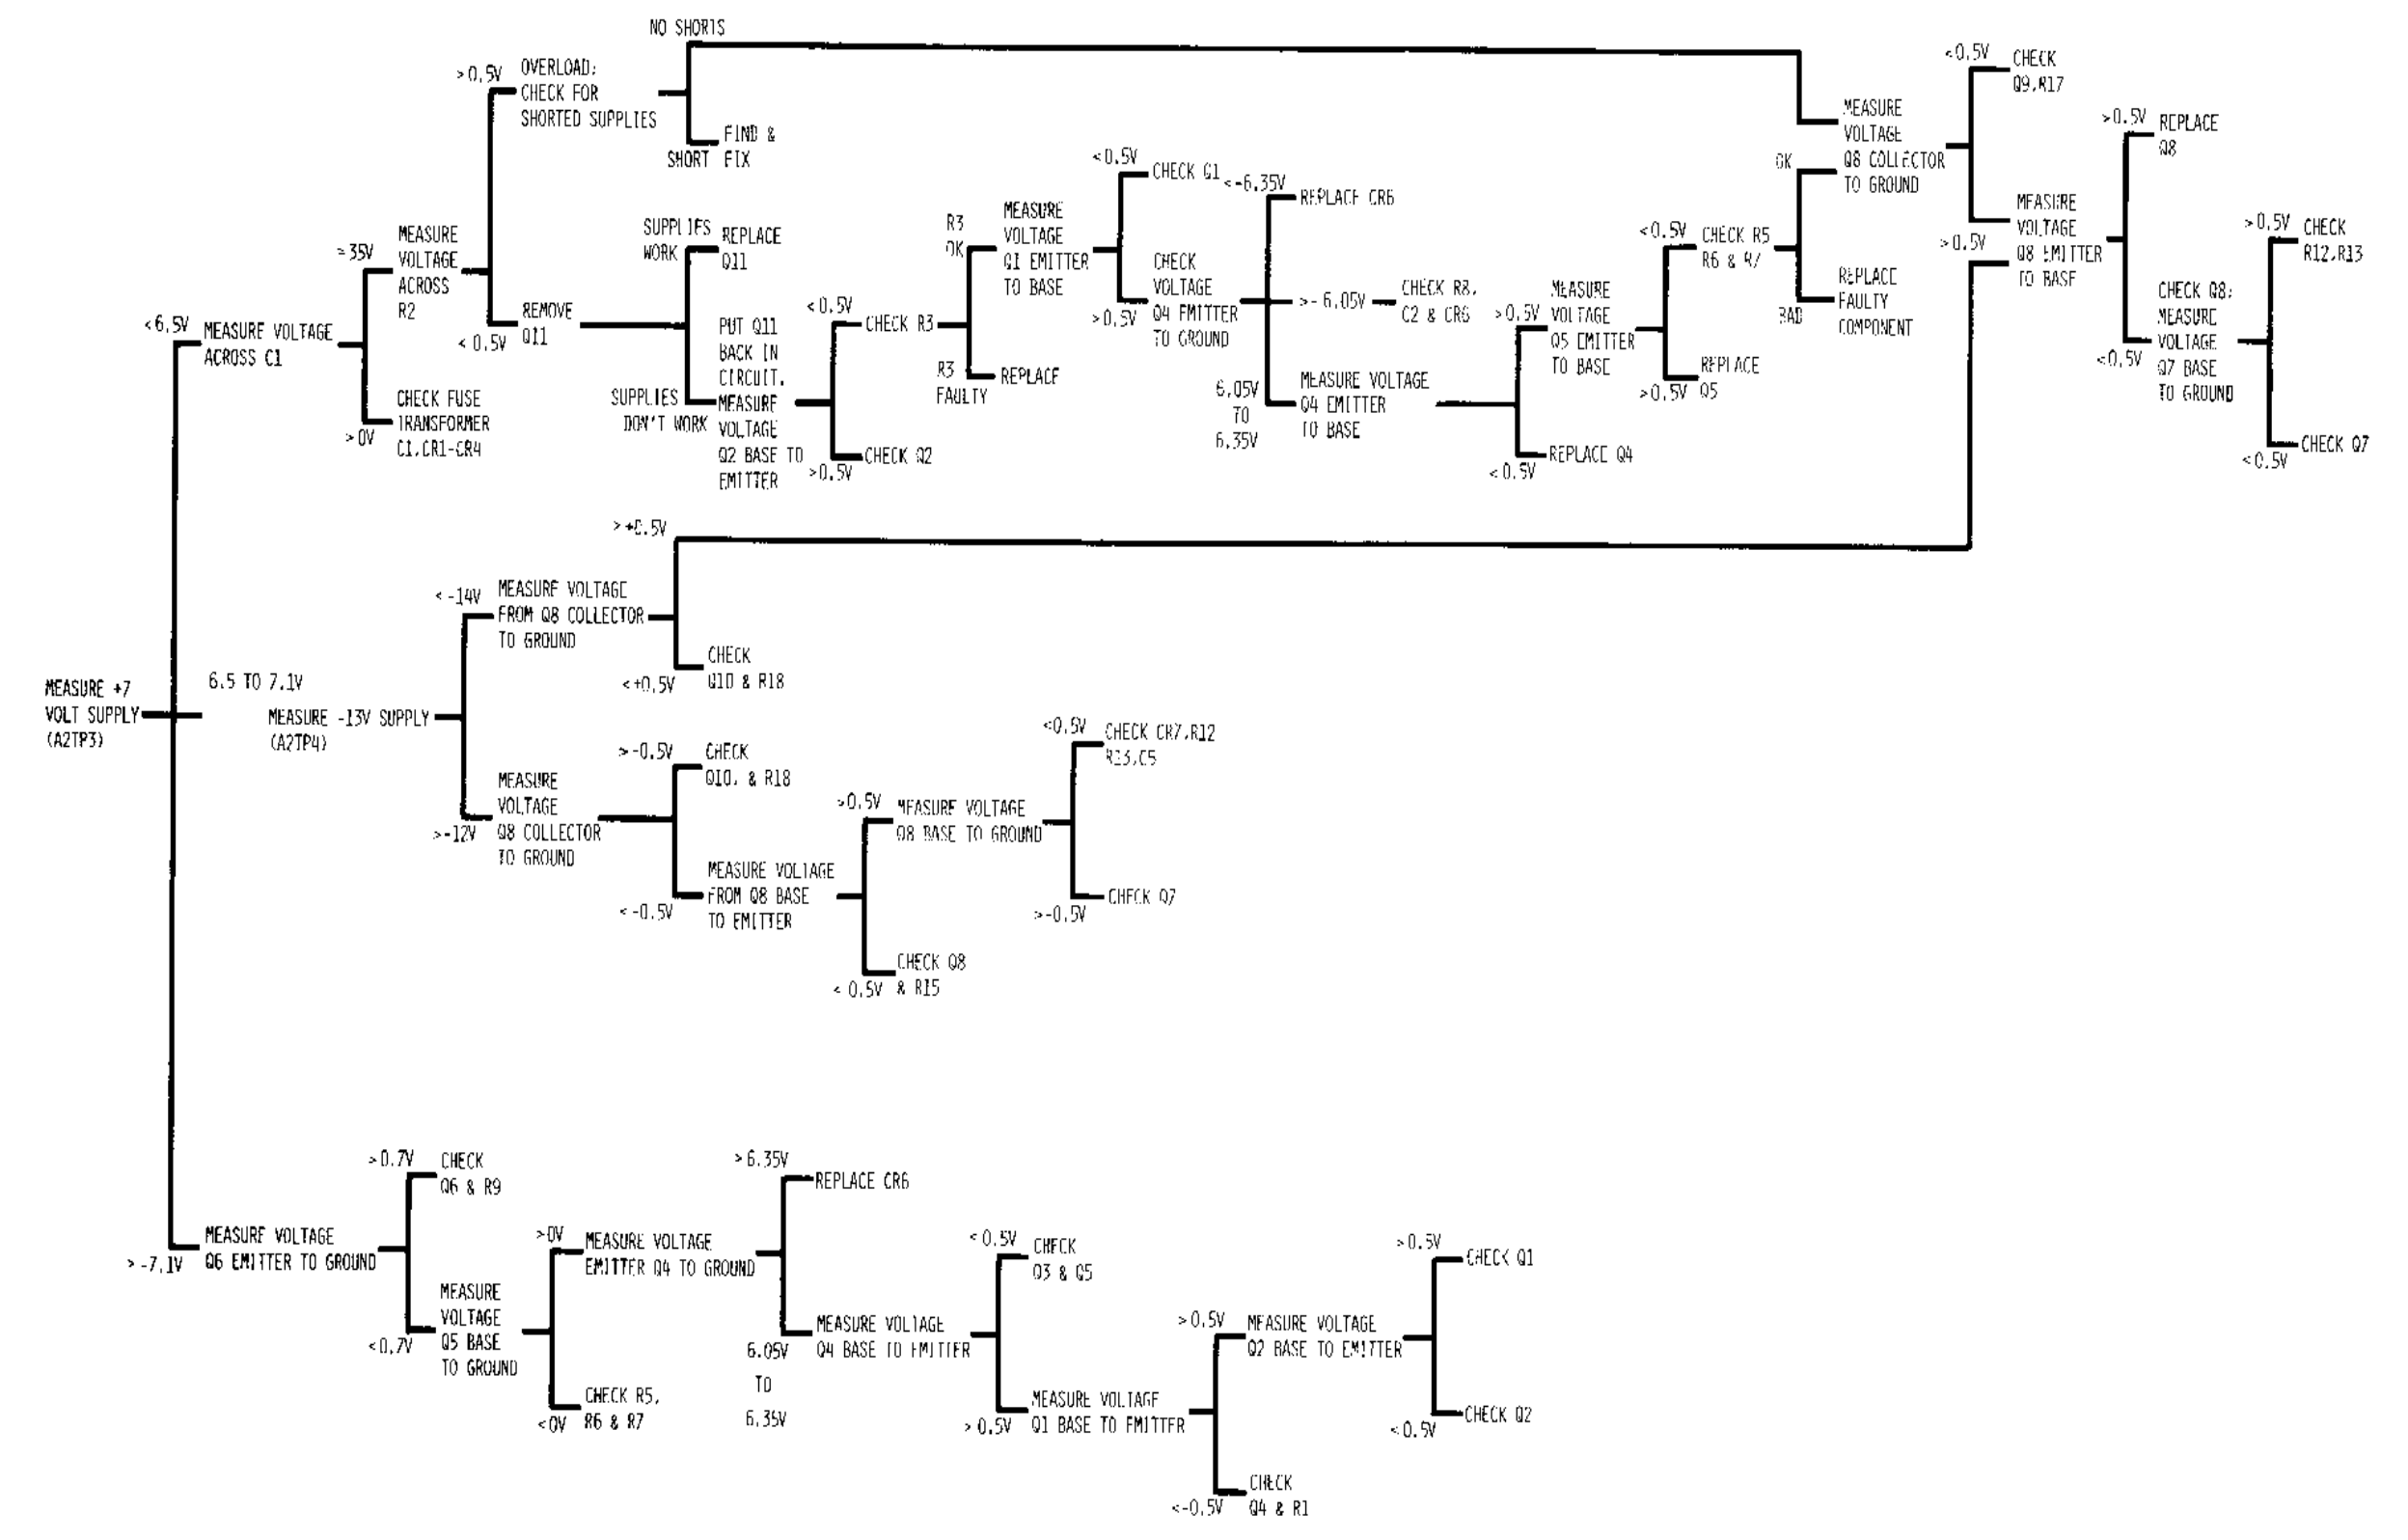 NO SHORTS
>0.5V
OVERLOAD;
CHECK FOR
SHORTED SUPPLIES
FIND &
SHORT FIX
<0.5V
CHECK
Q9,R17
MEASURE
VOLTAGE
Q8 COLLECTOR
TO GROUND
OK
>0.5V
REPLACE
Q8
MEASURE
VOLTAGE
Q8 EMITTER
TO BASE
>0.5V
>0.5V
CHECK
R12,R13
CHECK Q8;
MEASURE
VOLTAGE
Q7 BASE
TO GROUND
<0.5V
CHECK Q7
<0.5V
<0.5V
CHECK Q1
<-6.35V
REPLACE CR6
R3
OK
MEASURE
VOLTAGE
Q1 EMITTER
TO BASE
CHECK
VOLTAGE
Q4 EMITTER
TO GROUND
>0.5V
>-6.05V
CHECK R8,
C2 & CR6
<0.5V
CHECK R5
R6 & R7
REPLACE
FAULTY
COMPONENT
BAD
>0.5V
MEASURE
VOLTAGE
Q5 EMITTER
TO BASE
REPLACE
>0.5V Q5
=35V
MEASURE
VOLTAGE
ACROSS
R2
SUPPLIES
WORK
REPLACE
Q11
<6.5V
MEASURE VOLTAGE
ACROSS C1
REMOVE
Q11
<0.5V
PUT Q11
BACK IN
CIRCUIT.
MEASURE
VOLTAGE
Q2 BASE TO
EMITTER
SUPPLIES
DON'T WORK
<0.5V
CHECK R3
R3
FAULTY
REPLACE
6.05V
TO
6.35V
MEASURE VOLTAGE
Q4 EMITTER
TO BASE
REPLACE Q4
<0.5V
CHECK FUSE
TRANSFORMER
C1,CR1-CR4
>0V
CHECK Q2
>0.5V
>+0.5V
<-14V
MEASURE VOLTAGE
FROM Q8 COLLECTOR
TO GROUND
CHECK
Q10 & R18
<+0.5V
MEASURE +7
VOLT SUPPLY
(A2TP3)
6.5 TO 7.1V
MEASURE -13V SUPPLY
(A2TP4)
>-0.5V
CHECK
Q10, & R18
<0.5V
CHECK CR7,R12
R13,C5
MEASURE
VOLTAGE
Q8 COLLECTOR
TO GROUND
>-12V
>0.5V
MEASURE VOLTAGE
Q8 BASE TO GROUND
MEASURE VOLTAGE
FROM Q8 BASE
TO EMITTER
<-0.5V
CHECK Q7
>-0.5V
CHECK Q8
& R15
<0.5V
>0.7V
CHECK
Q6 & R9
>-7.1V
MEASURE VOLTAGE
Q6 EMITTER TO GROUND
MEASURE
VOLTAGE
Q5 BASE
TO GROUND
<0.7V
>0V
MEASURE VOLTAGE
EMITTER Q4 TO GROUND
CHECK R5,
R6 & R7
<0V
>6.35V
REPLACE CR6
6.05V
TO
6.35V
MEASURE VOLTAGE
Q4 BASE TO EMITTER
<0.5V
CHECK
Q3 & Q5
MEASURE VOLTAGE
Q1 BASE TO EMITTER
>0.5V
>0.5V
MEASURE VOLTAGE
Q2 BASE TO EMITTER
>0.5V
CHECK Q1
CHECK Q2
<0.5V
CHECK
Q4 & R1
<-0.5V